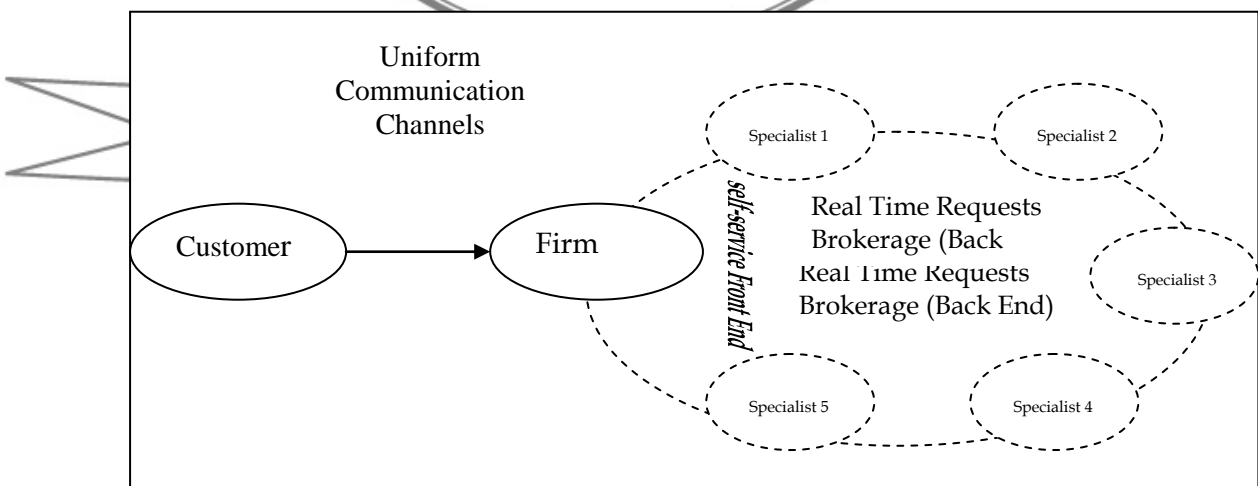 Uniform
Communication
Channels
Specialist 1
Specialist 2
self-service Front End
Real Time Requests
Brokerage (Back
Real Time Requests
Brokerage (Back End)
Customer
Firm
Specialist 3
Specialist 5
Specialist 4